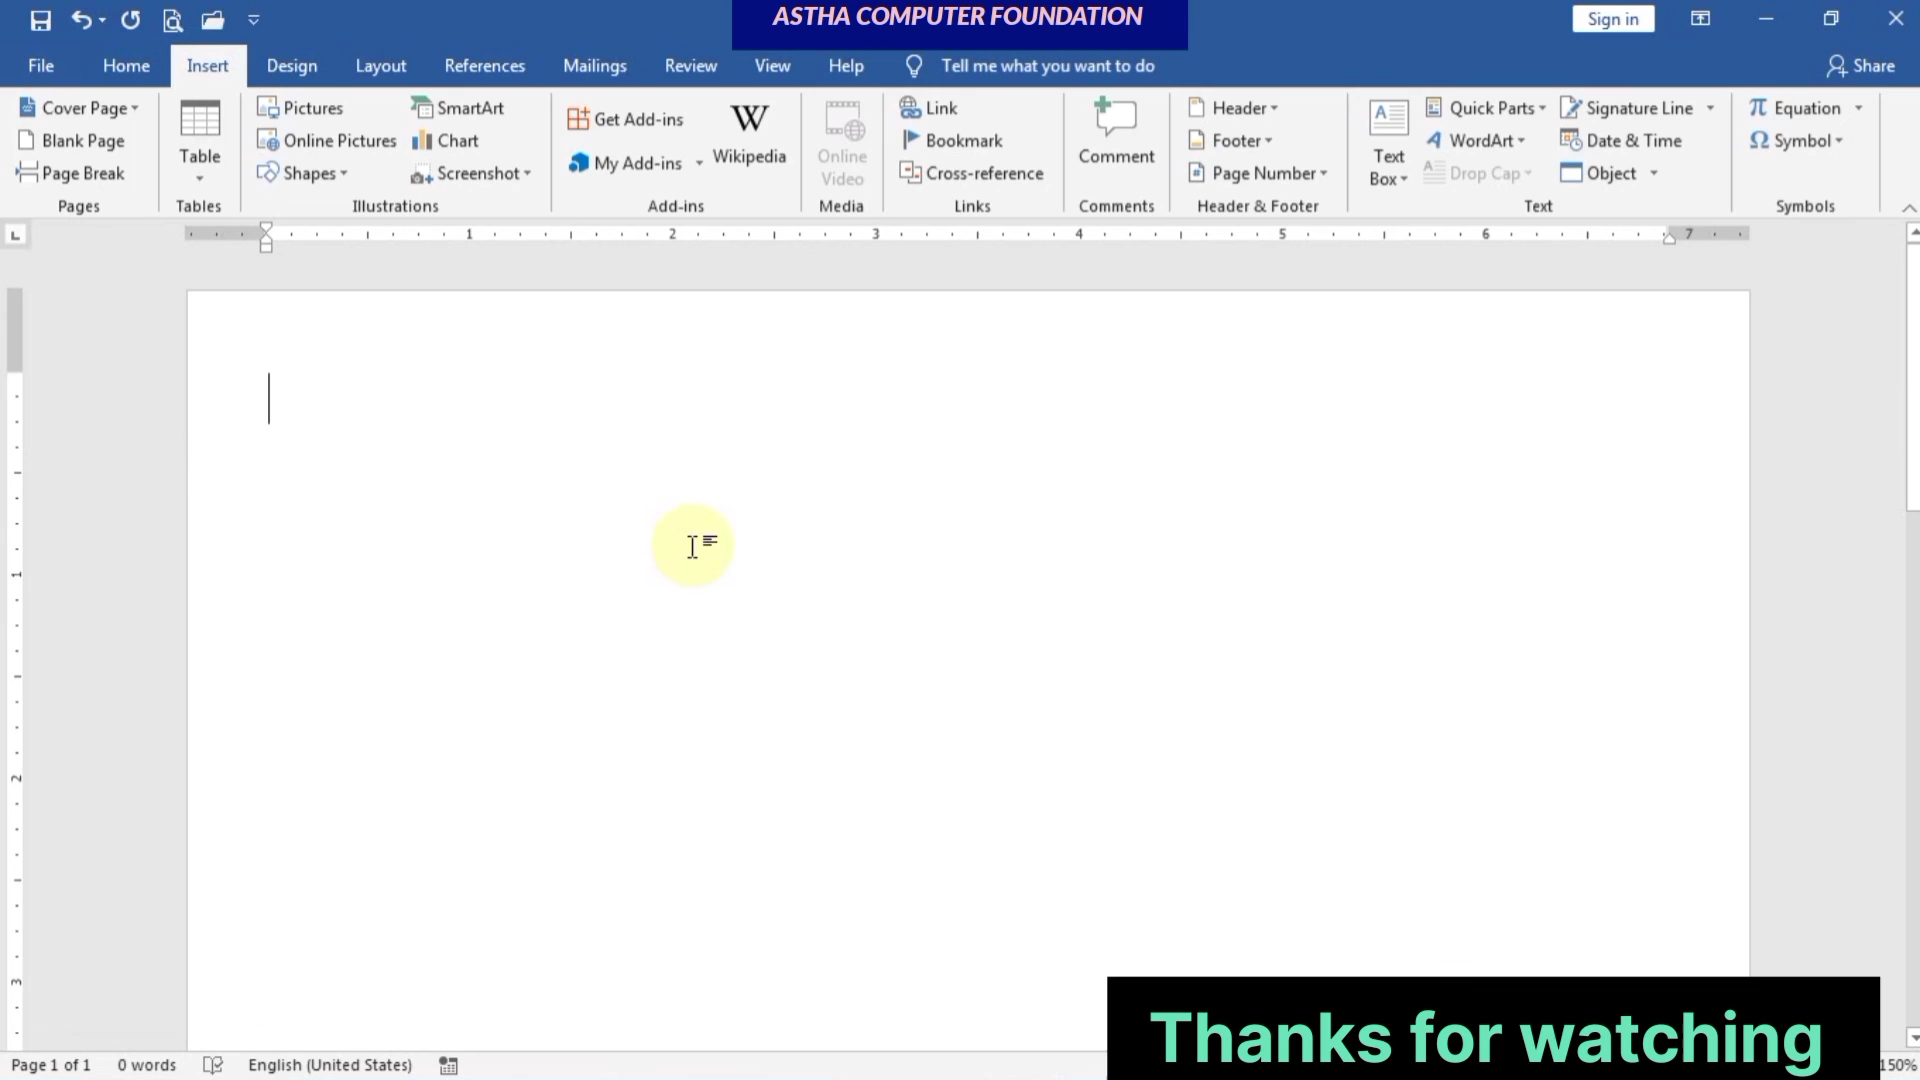 ASTHA COMPUTER FOUNDATION
Sign in
File Home Insert Design Layout References Mailings Review View Help Tell me what you want to do Share
Cover Page
Blank Page
Page Break
Pages
Table
Tables
Pictures
Online Pictures
Shapes
SmartArt
Chart
Screenshot
Illustrations
Get Add-ins
My Add-ins
W
Wikipedia
Add-ins
Online
Video
Media
Link
Bookmark
Cross-reference
Links
Comment
Comments
Header
Footer
Page Number
Header & Footer
Text
Box
Quick Parts
WordArt
Drop Cap
Signature Line
Date & Time
Object
Text
π Equation
Ω Symbol
Symbols
1 2 3 4 5 6 7
1
2
3
Thanks for watching
Page 1 of 1 0 words English (United States) 150%